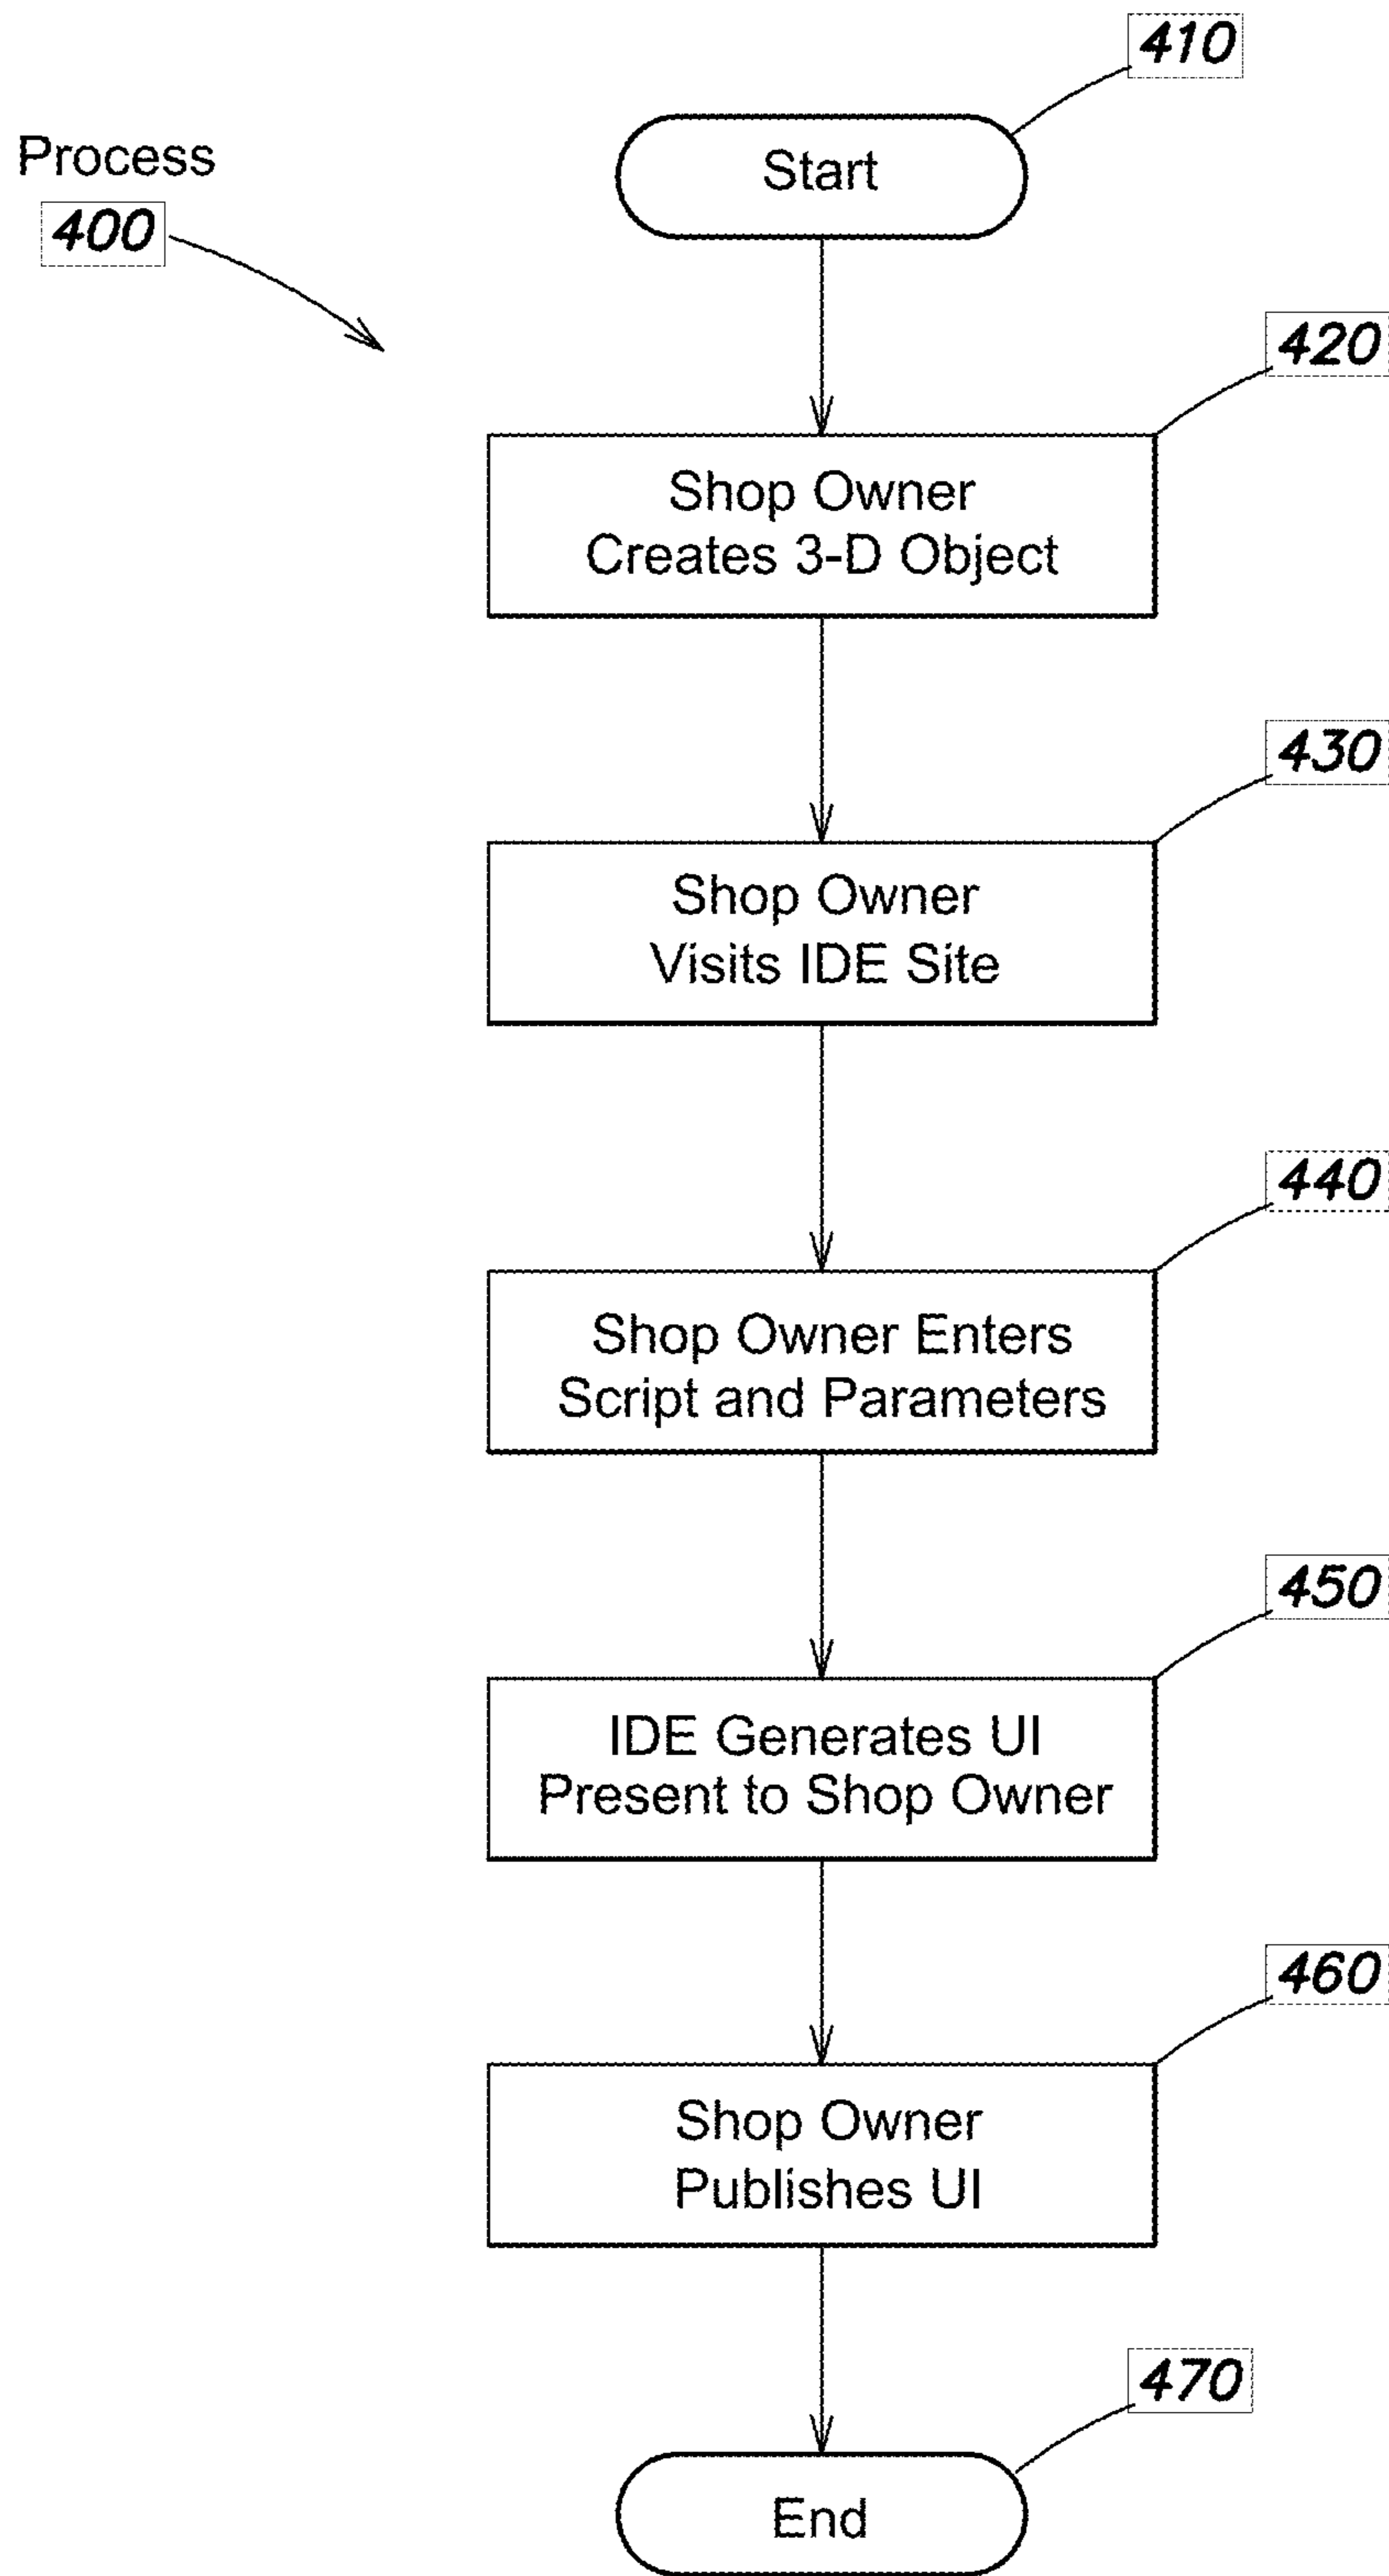 410
Process
400
Start
420
Shop Owner
Creates 3-D Object
430
Shop Owner
Visits IDE Site
440
Shop Owner Enters
Script and Parameters
450
IDE Generates UI
Present to Shop Owner
460
Shop Owner
Publishes UI
470
End